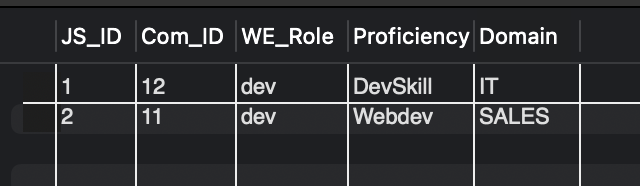 JS_ID Com_ID WE_Role Proficiency Domain
1 12 dev DevSkill IT
2 11 dev Webdev SALES